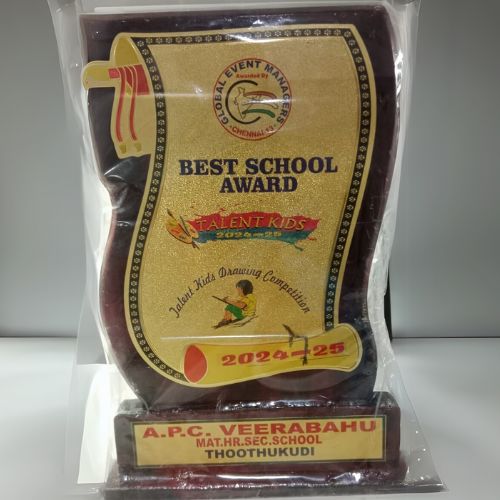 GLOBAL EVENT MANAGERS
Awarded By
CHENNAI-13
BEST SCHOOL
AWARD
TALENT KIDS
2024-25
Talent Kids Drawing Competition
2024-25
A.P.C. VEERABAHU
MAT.HR.SEC.SCHOOL
THOOTHUKUDI